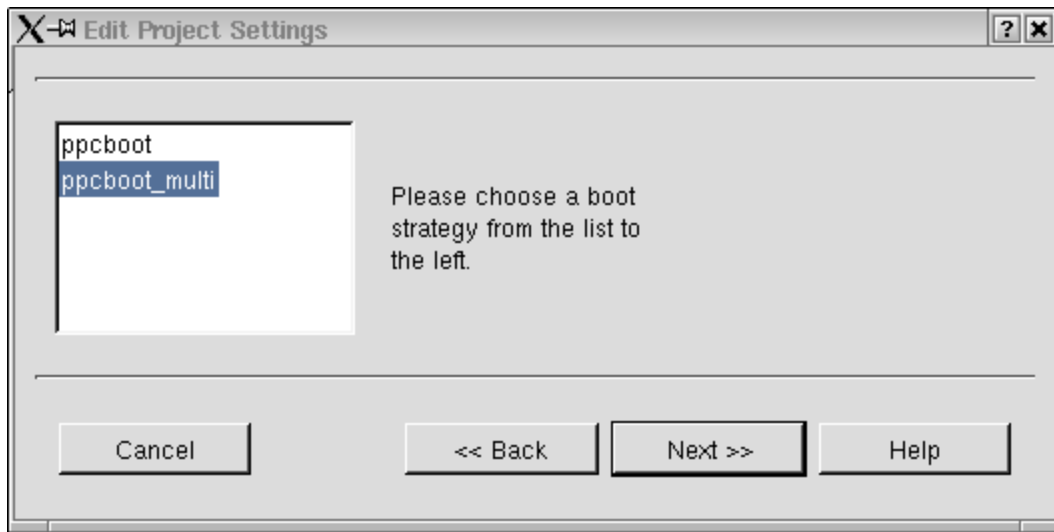 Edit Project Settings
ppcboot
ppcboot_multi
Please choose a boot
strategy from the list to
the left.
Cancel
<< Back
Next >>
Help